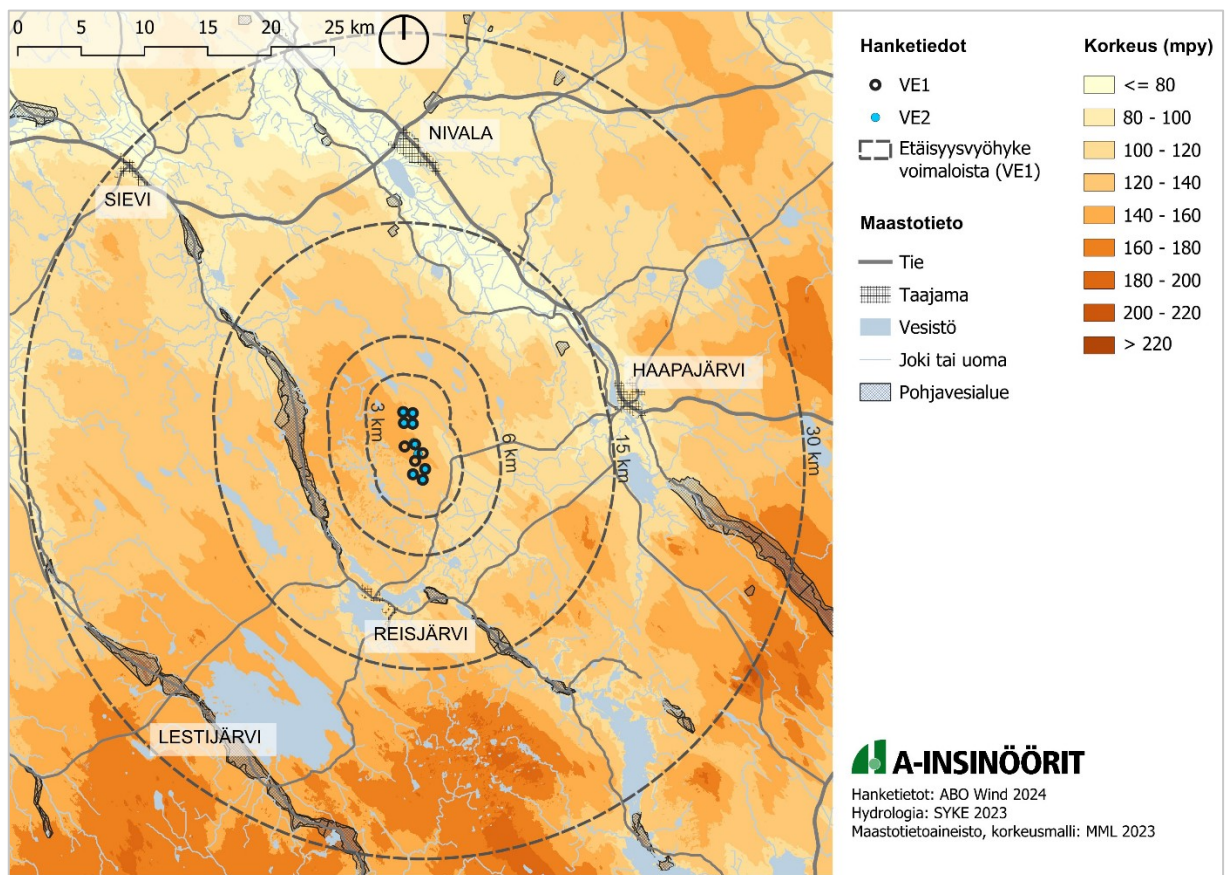 0 5 10 15 20 25 km
NIVALA
SIEVI
HAAPAJÄRVI
3 km
6 km
15 km
30 km
REISJÄRVI
LESTIJÄRVI
Hanketiedot
VE1
VE2
Etäisyysvyöhyke
voimaloista (VE1)
Maastotieto
Tie
Taajama
Vesistö
Joki tai uoma
Pohjavesialue
Korkeus (mpy)
<= 80
80 - 100
100 - 120
120 - 140
140 - 160
160 - 180
180 - 200
200 - 220
> 220
A-INSINÖÖRIT
Hanketietot: ABO Wind 2024
Hydrologia: SYKE 2023
Maastotietoaineisto, korkeusmalli: MML 2023